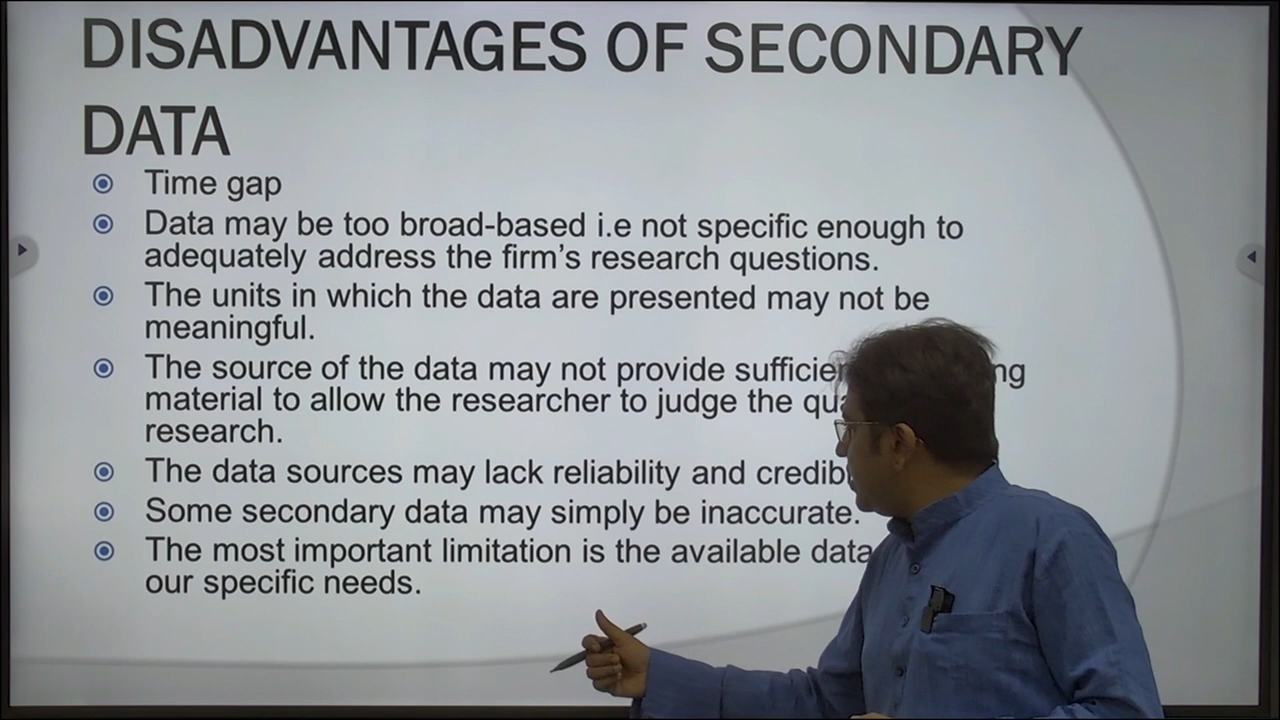 DISADVANTAGES OF SECONDARY
DATA
Time gap
Data may be too broad-based i.e not specific enough to
adequately address the firm's research questions.
The units in which the data are presented may not be
meaningful.
The source of the data may not provide
material to allow the researcher to judge the
research.
The data sources may lack reliability and
Some secondary data may simply be inaccurate.
The most important limitation is the available data
our specific needs.